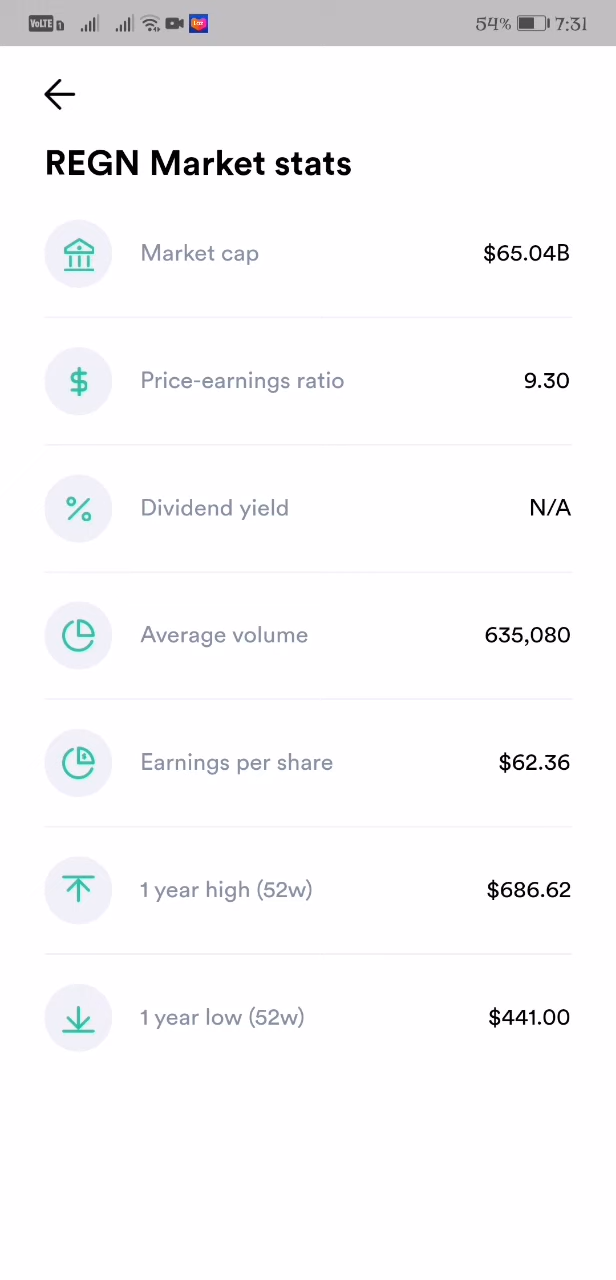 VoLTE 1 54% 7:31
REGN Market stats
Market cap $65.04B
Price-earnings ratio 9.30
Dividend yield N/A
Average volume 635,080
Earnings per share $62.36
1 year high (52w) $686.62
1 year low (52w) $441.00